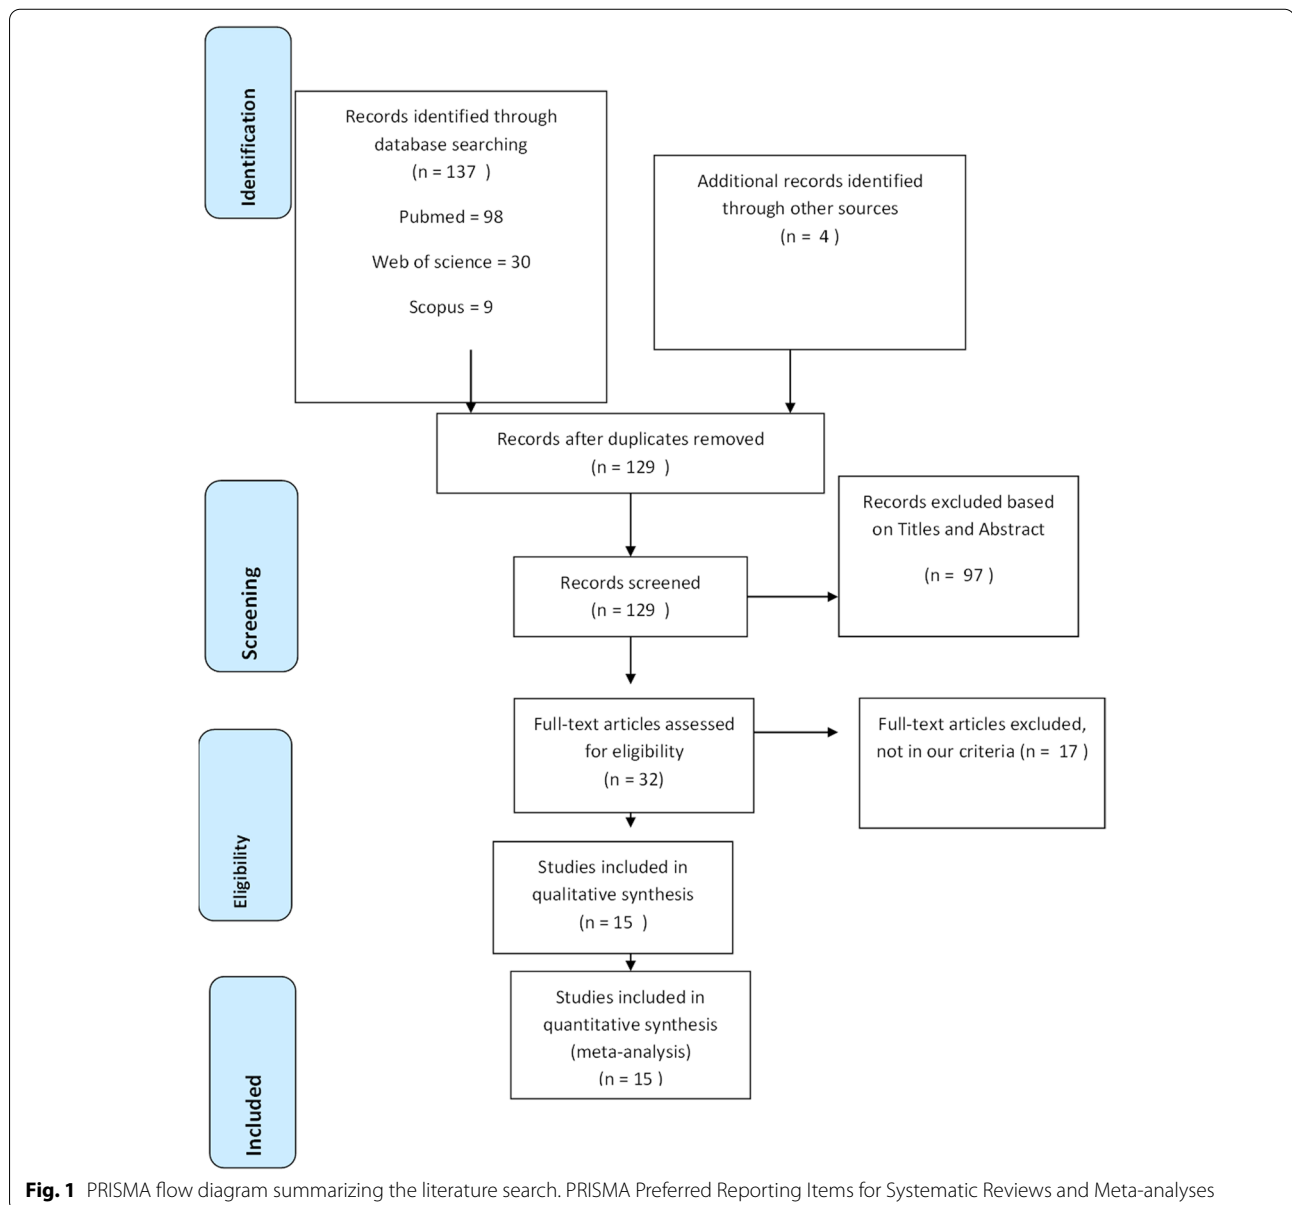 Identification
Records identified through
database searching
(n = 137  )
Pubmed = 98
Web of science = 30
Scopus = 9
Additional records identified
through other sources
(n =  4 )
Records after duplicates removed
(n = 129  )
Screening
Records screened
(n = 129  )
Records excluded based
on Titles and Abstract
(n =  97 )
Eligibility
Full-text articles assessed
for eligibility
(n = 32)
Full-text articles excluded,
not in our criteria (n =  17 )
Studies included in
qualitative synthesis
(n = 15  )
Included
Studies included in
quantitative synthesis
(meta-analysis)
(n = 15 )
Fig. 1 PRISMA flow diagram summarizing the literature search. PRISMA Preferred Reporting Items for Systematic Reviews and Meta-analyses